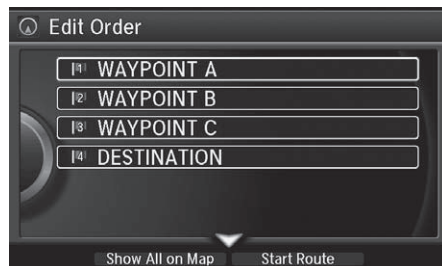 Edit Order
1 WAYPOINT A
2 WAYPOINT B
3 WAYPOINT C
4 DESTINATION
Show All on Map Start Route